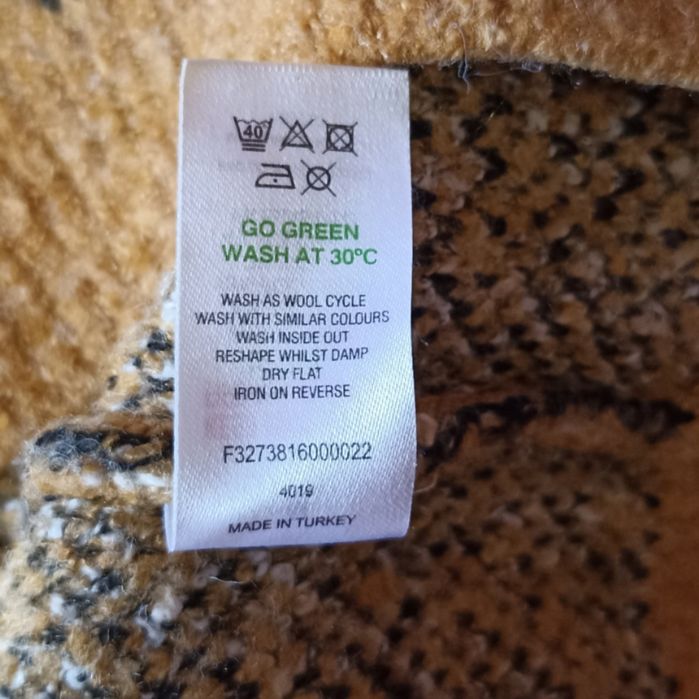 40
GO GREEN
WASH AT 30°C
WASH AS WOOL CYCLE
WASH WITH SIMILAR COLOURS
WASH INSIDE OUT
RESHAPE WHILST DAMP
DRY FLAT
IRON ON REVERSE
F3273816000022
4019
MADE IN TURKEY